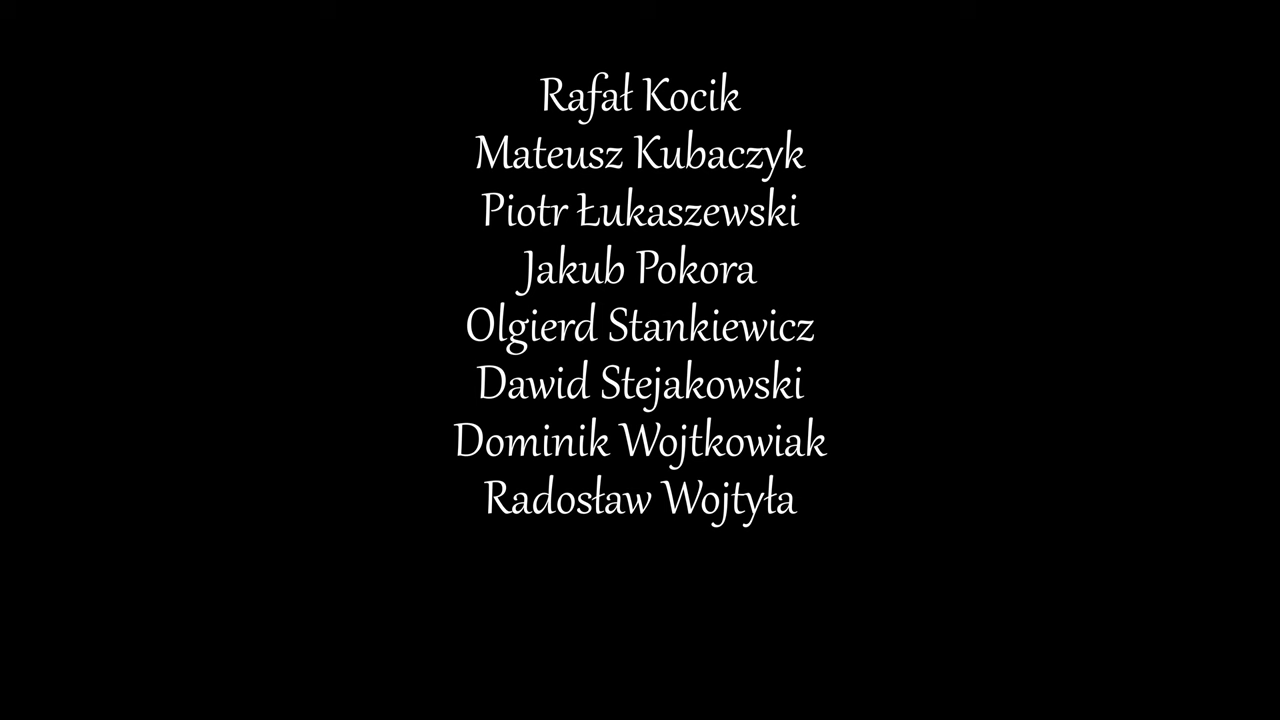 Rafał Kocik
Mateusz Kubaczyk
Piotr Łukaszewski
Jakub Pokora
Olgierd Stankiewicz
Dawid Stejakowski
Dominik Wojtkowiak
Radosław Wojtyła